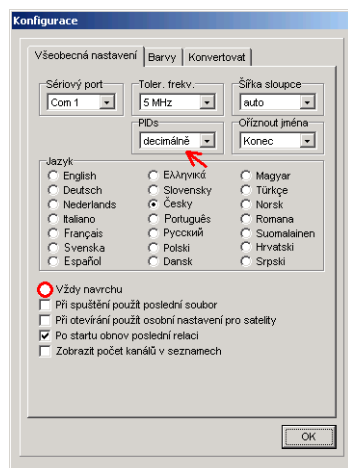 Konfigurace
Všeobecná nastavení Barvy Konvertovat
Sériový port Toler. frekv. Šířka sloupce
Com 1 5 MHz auto
PIDs Oříznout jména
decimálně Konec
Jazyk
English Ελληνικά Magyar
Deutsch Slovensky Türkçe
Nederlands Česky Norsk
Italiano Português Romana
Français Русский Suomalainen
Svenska Polski Hrvatski
Español Dansk Srpski
Vždy navrchu
Při spuštění použít poslední soubor
Při otevírání použít osobní nastavení pro satelity
Po startu obnov poslední relaci
Zobrazit počet kanálů v seznamech
OK